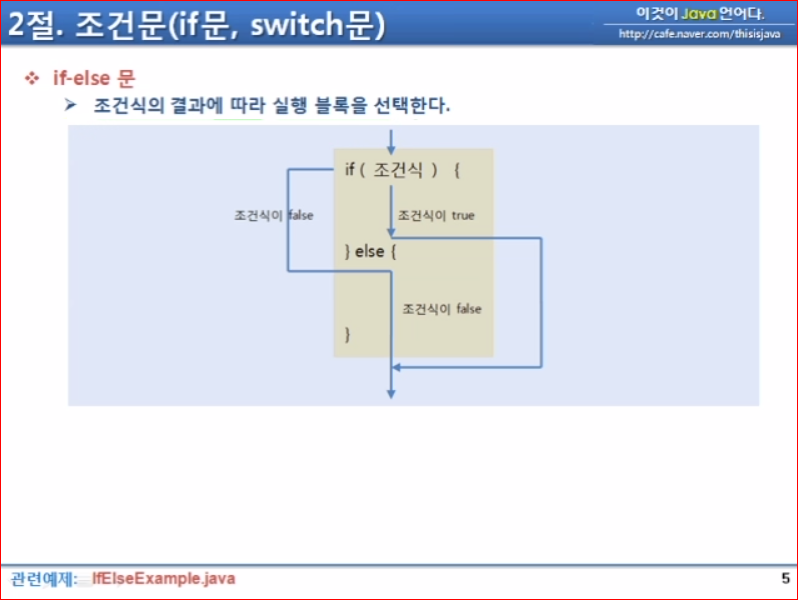 2절. 조건문(if문, switch문)
이것이 Java 언어다.
http://cafe.naver.com/thisisjava
❖ if-else 문
➤ 조건식의 결과에 따라 실행 블록을 선택한다.
if ( 조건식 ) {
조건식이 false
조건식이 true
} else {
조건식이 false
}
관련예제: IfElseExample.java
5